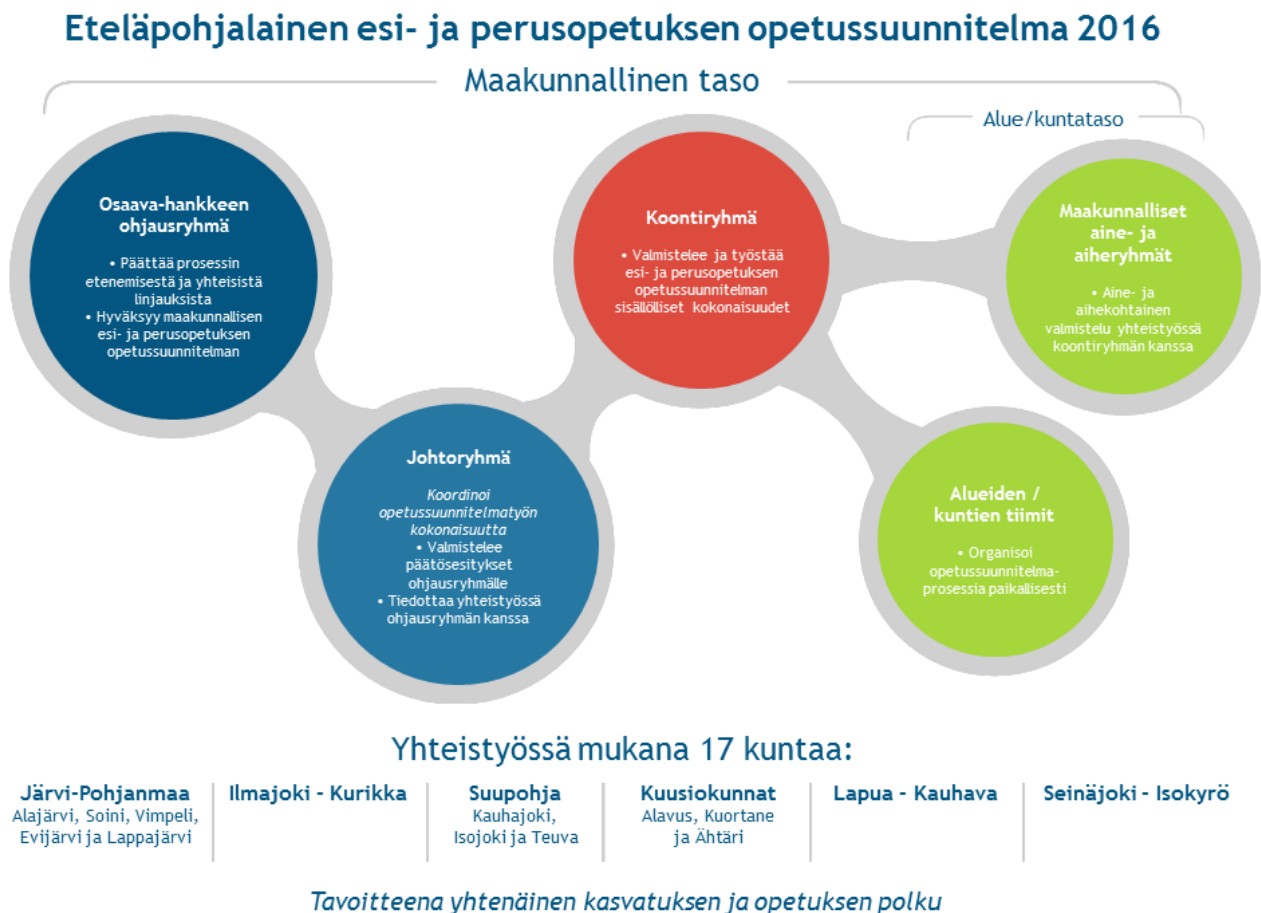 Eteläpohjalainen esi- ja perusopetuksen opetussuunnitelma 2016
Maakunnallinen taso
Alue/kuntataso
Osaava-hankkeen
ohjausryhmä
• Päättää prosessin
etenemisestä ja yhteisistä
linjauksista
• Hyväksyy maakunnallisen
esi- ja perusopetuksen
opetussuunnitelman
Johtoryhmä
Koordinoi
opetussuunnitelmatyön
kokonaisuutta
• Valmistelee
päätösesitykset
ohjausryhmälle
• Tiedottaa yhteistyössä
ohjausryhmän kanssa
Koontiryhmä
• Valmistelee ja työstää
esi- ja perusopetuksen
opetussuunnitelman
sisällölliset kokonaisuudet
Maakunnalliset
aine- ja
aiheryhmät
• Aine- ja
aihekohtainen
valmistelu yhteistyössä
koontiryhmän kanssa
Alueiden /
kuntien tiimit
• Organisoi
opetussuunnitelma-
prosessia paikallisesti
Yhteistyössä mukana 17 kuntaa:
Järvi-Pohjanmaa
Alajärvi, Soini, Vimpeli,
Evijärvi ja Lappajärvi
Ilmajoki - Kurikka
Suupohja
Kauhajoki,
Isojoki ja Teuva
Kuusiokunnat
Alavus, Kuortane
ja Ähtäri
Lapua - Kauhava
Seinäjoki - Isokyrö
Tavoitteena yhtenäinen kasvatuksen ja opetuksen polku